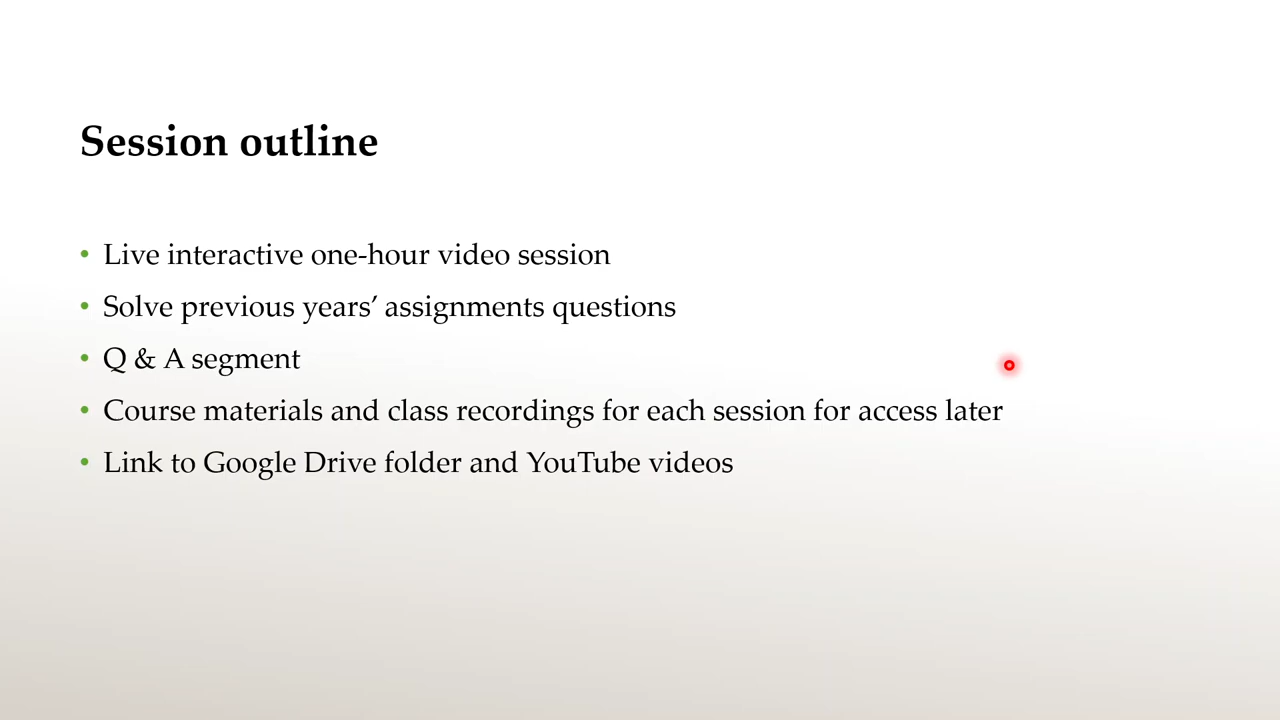 Session outline
• Live interactive one-hour video session
• Solve previous years’ assignments questions
• Q & A segment
• Course materials and class recordings for each session for access later
• Link to Google Drive folder and YouTube videos